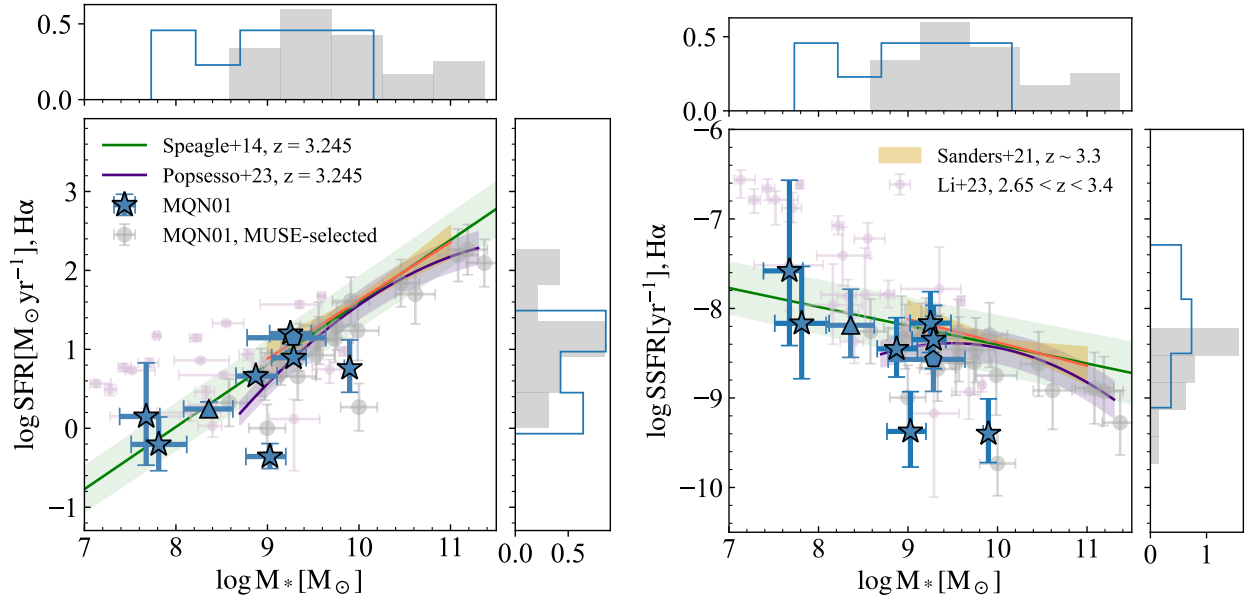 0.5
0.0
0.5
0.0
Speagle+14, z = 3.245
Popsesso+23, z = 3.245
MQN01
MQN01, MUSE-selected
3
2
1
0
−1
log SFR[M⊙yr⁻¹], Hα
7 8 9 10 11
log M* [M⊙]
0.0 0.5
Sanders+21, z ~ 3.3
Li+23, 2.65 < z < 3.4
−6
−7
−8
−9
−10
log SSFR[yr⁻¹], Hα
7 8 9 10 11
log M* [M⊙]
0 1